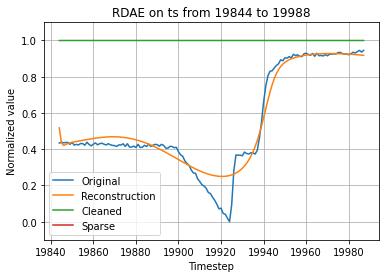 RDAE on ts from 19844 to 19988
Normalized value
1.0
0.8
0.6
0.4
0.2
0.0
Original
Reconstruction
Cleaned
Sparse
19840 19860 19880 19900 19920 19940 19960 19980
Timestep